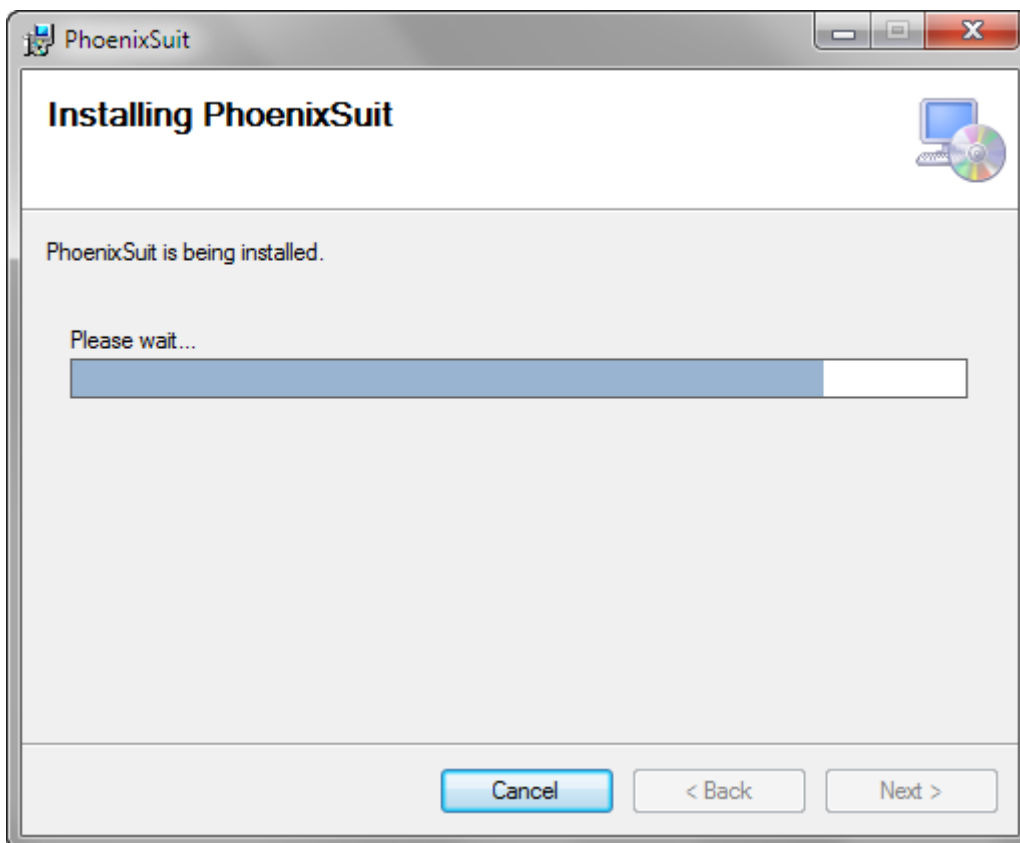 PhoenixSuit
Installing PhoenixSuit
PhoenixSuit is being installed.
Please wait...
Cancel
< Back
Next >